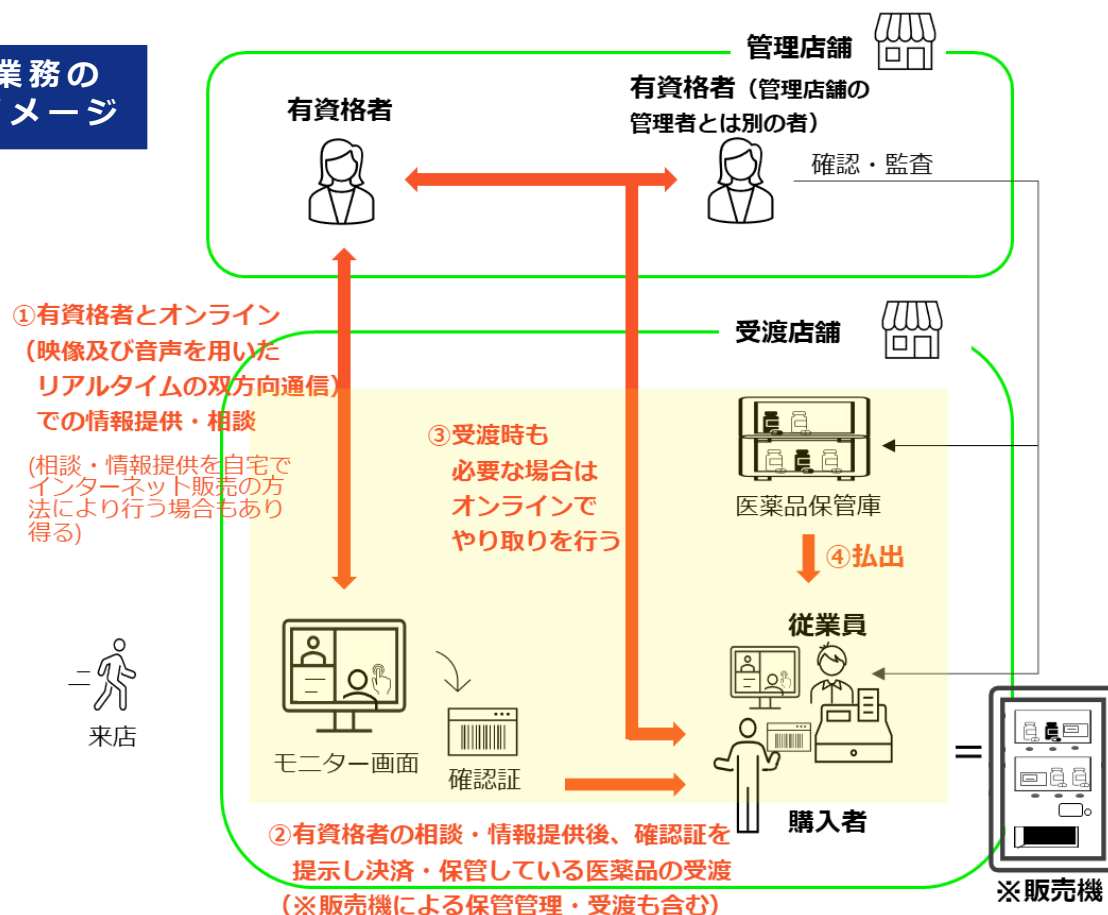 業務の
メージ
管理店舗
有資格者
有資格者（管理店舗の
管理者とは別の者）
確認・監査
①有資格者とオンライン
（映像及び音声を用いた
リアルタイムの双方向通信）
での情報提供・相談
(相談・情報提供を自宅で
インターネット販売の方
法により行う場合もあり
得る)
受渡店舗
③受渡時も
必要な場合は
オンラインで
やり取りを行う
医薬品保管庫
④払出
従業員
来店
モニター画面
確認証
＝
購入者
②有資格者の相談・情報提供後、確認証を
提示し決済・保管している医薬品の受渡
（※販売機による保管管理・受渡も含む）
※販売機